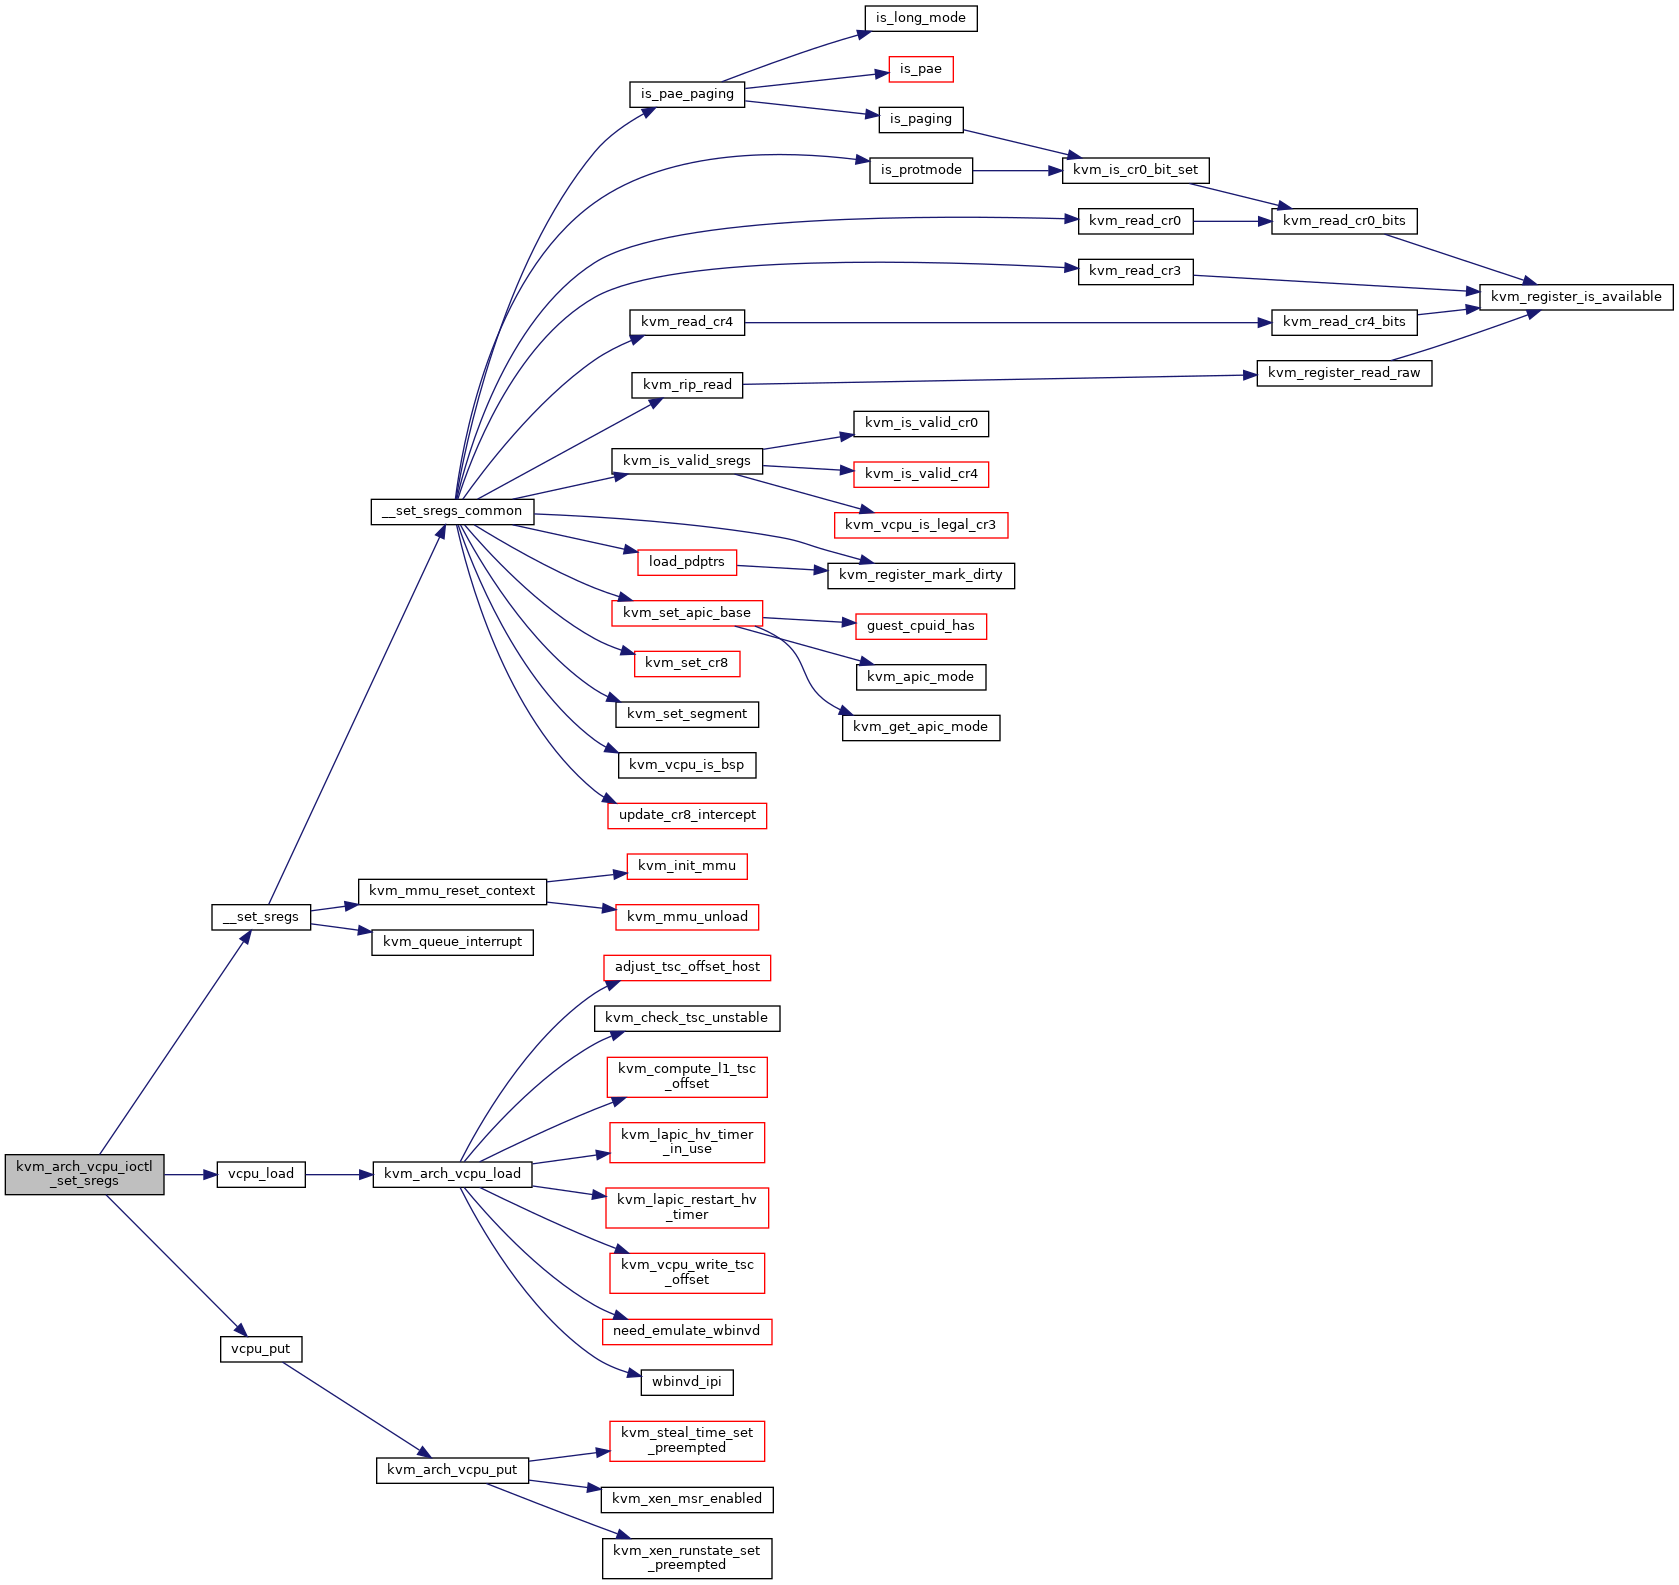 is_long_mode
is_pae
is_pae_paging
is_paging
is_protmode
kvm_is_cr0_bit_set
kvm_read_cr0
kvm_read_cr0_bits
kvm_read_cr3
kvm_register_is_available
kvm_read_cr4
kvm_read_cr4_bits
kvm_rip_read
kvm_register_read_raw
kvm_is_valid_cr0
kvm_is_valid_sregs
kvm_is_valid_cr4
__set_sregs_common
kvm_vcpu_is_legal_cr3
load_pdptrs
kvm_register_mark_dirty
kvm_set_apic_base
guest_cpuid_has
kvm_set_cr8
kvm_apic_mode
kvm_set_segment
kvm_get_apic_mode
kvm_vcpu_is_bsp
update_cr8_intercept
kvm_init_mmu
kvm_mmu_reset_context
__set_sregs
kvm_mmu_unload
kvm_queue_interrupt
adjust_tsc_offset_host
kvm_check_tsc_unstable
kvm_compute_l1_tsc
_offset
kvm_lapic_hv_timer
_in_use
kvm_arch_vcpu_ioctl
_set_sregs
vcpu_load
kvm_arch_vcpu_load
kvm_lapic_restart_hv
_timer
kvm_vcpu_write_tsc
_offset
need_emulate_wbinvd
vcpu_put
wbinvd_ipi
kvm_steal_time_set
_preempted
kvm_arch_vcpu_put
kvm_xen_msr_enabled
kvm_xen_runstate_set
_preempted